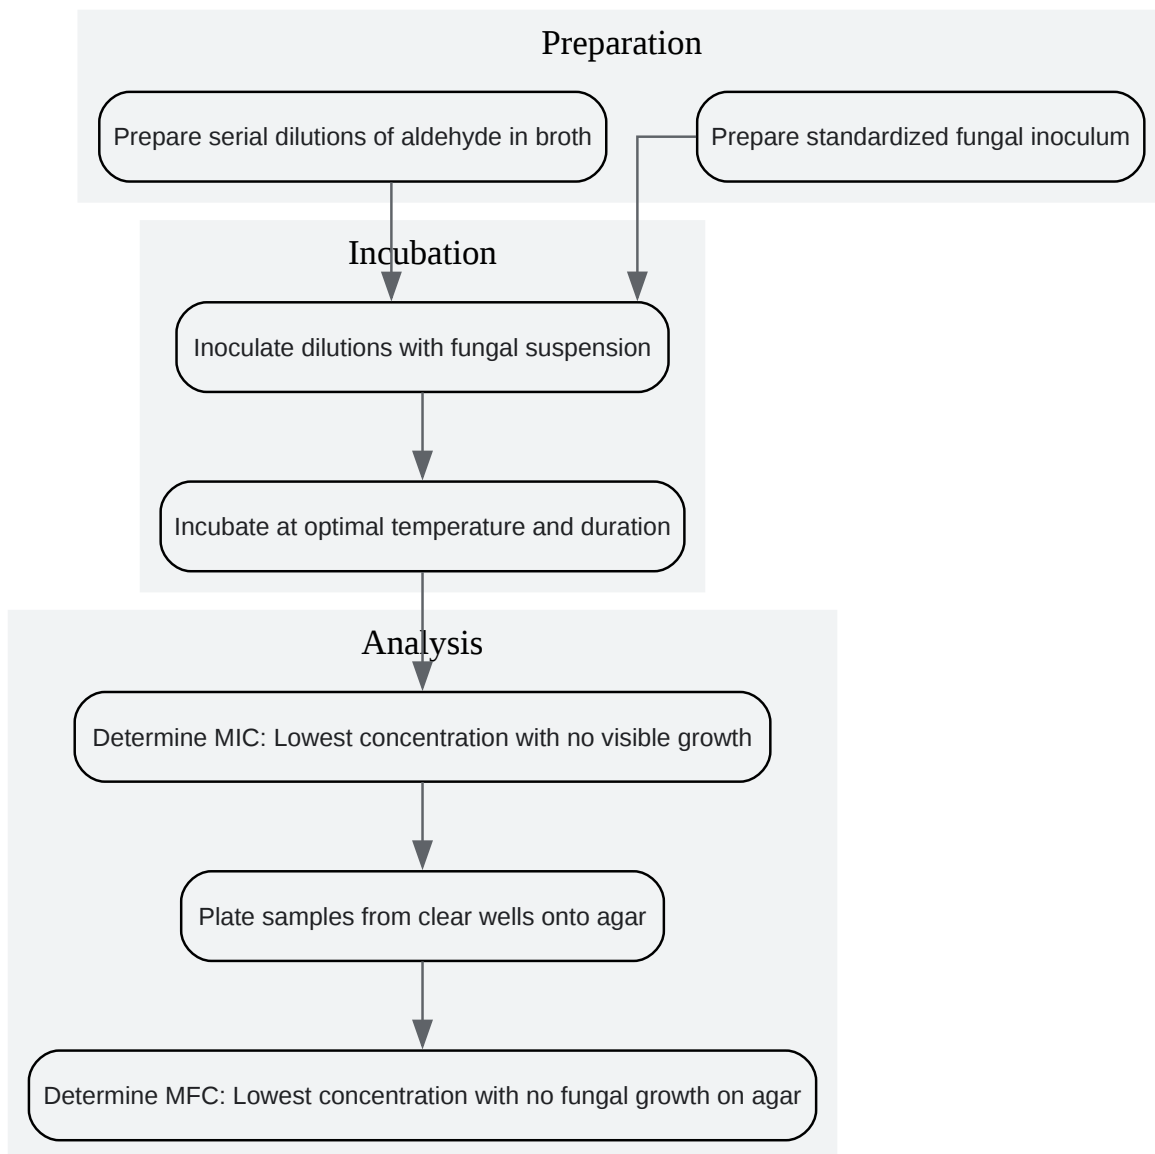 Preparation
Prepare serial dilutions of aldehyde in broth
Prepare standardized fungal inoculum
Incubation
Inoculate dilutions with fungal suspension
Incubate at optimal temperature and duration
Analysis
Determine MIC: Lowest concentration with no visible growth
Plate samples from clear wells onto agar
Determine MFC: Lowest concentration with no fungal growth on agar